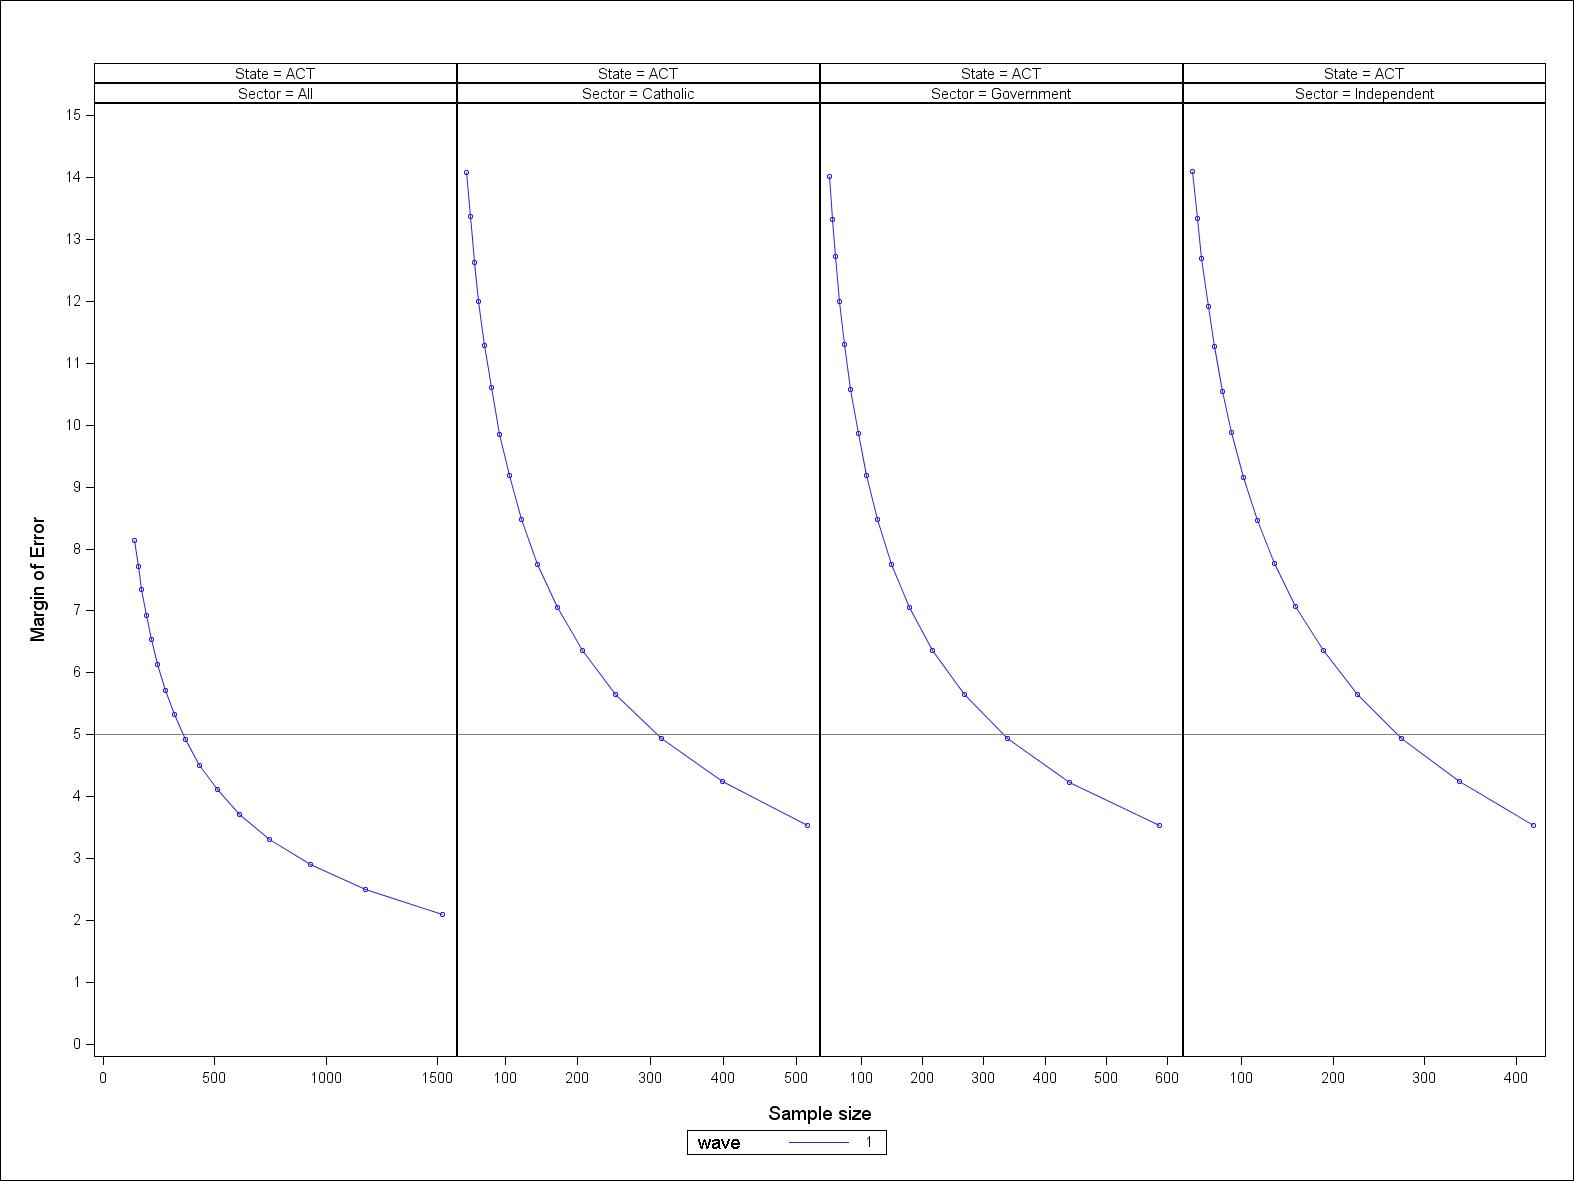 State = ACT State = ACT State = ACT State = ACT
Sector = All Sector = Catholic Sector = Government Sector = Independent
15
14
13
12
11
10
9
8
7
6
5
4
3
2
1
0
Margin of Error
0 500 1000 1500 100 200 300 400 500 100 200 300 400 500 600 100 200 300 400
Sample size
wave 1